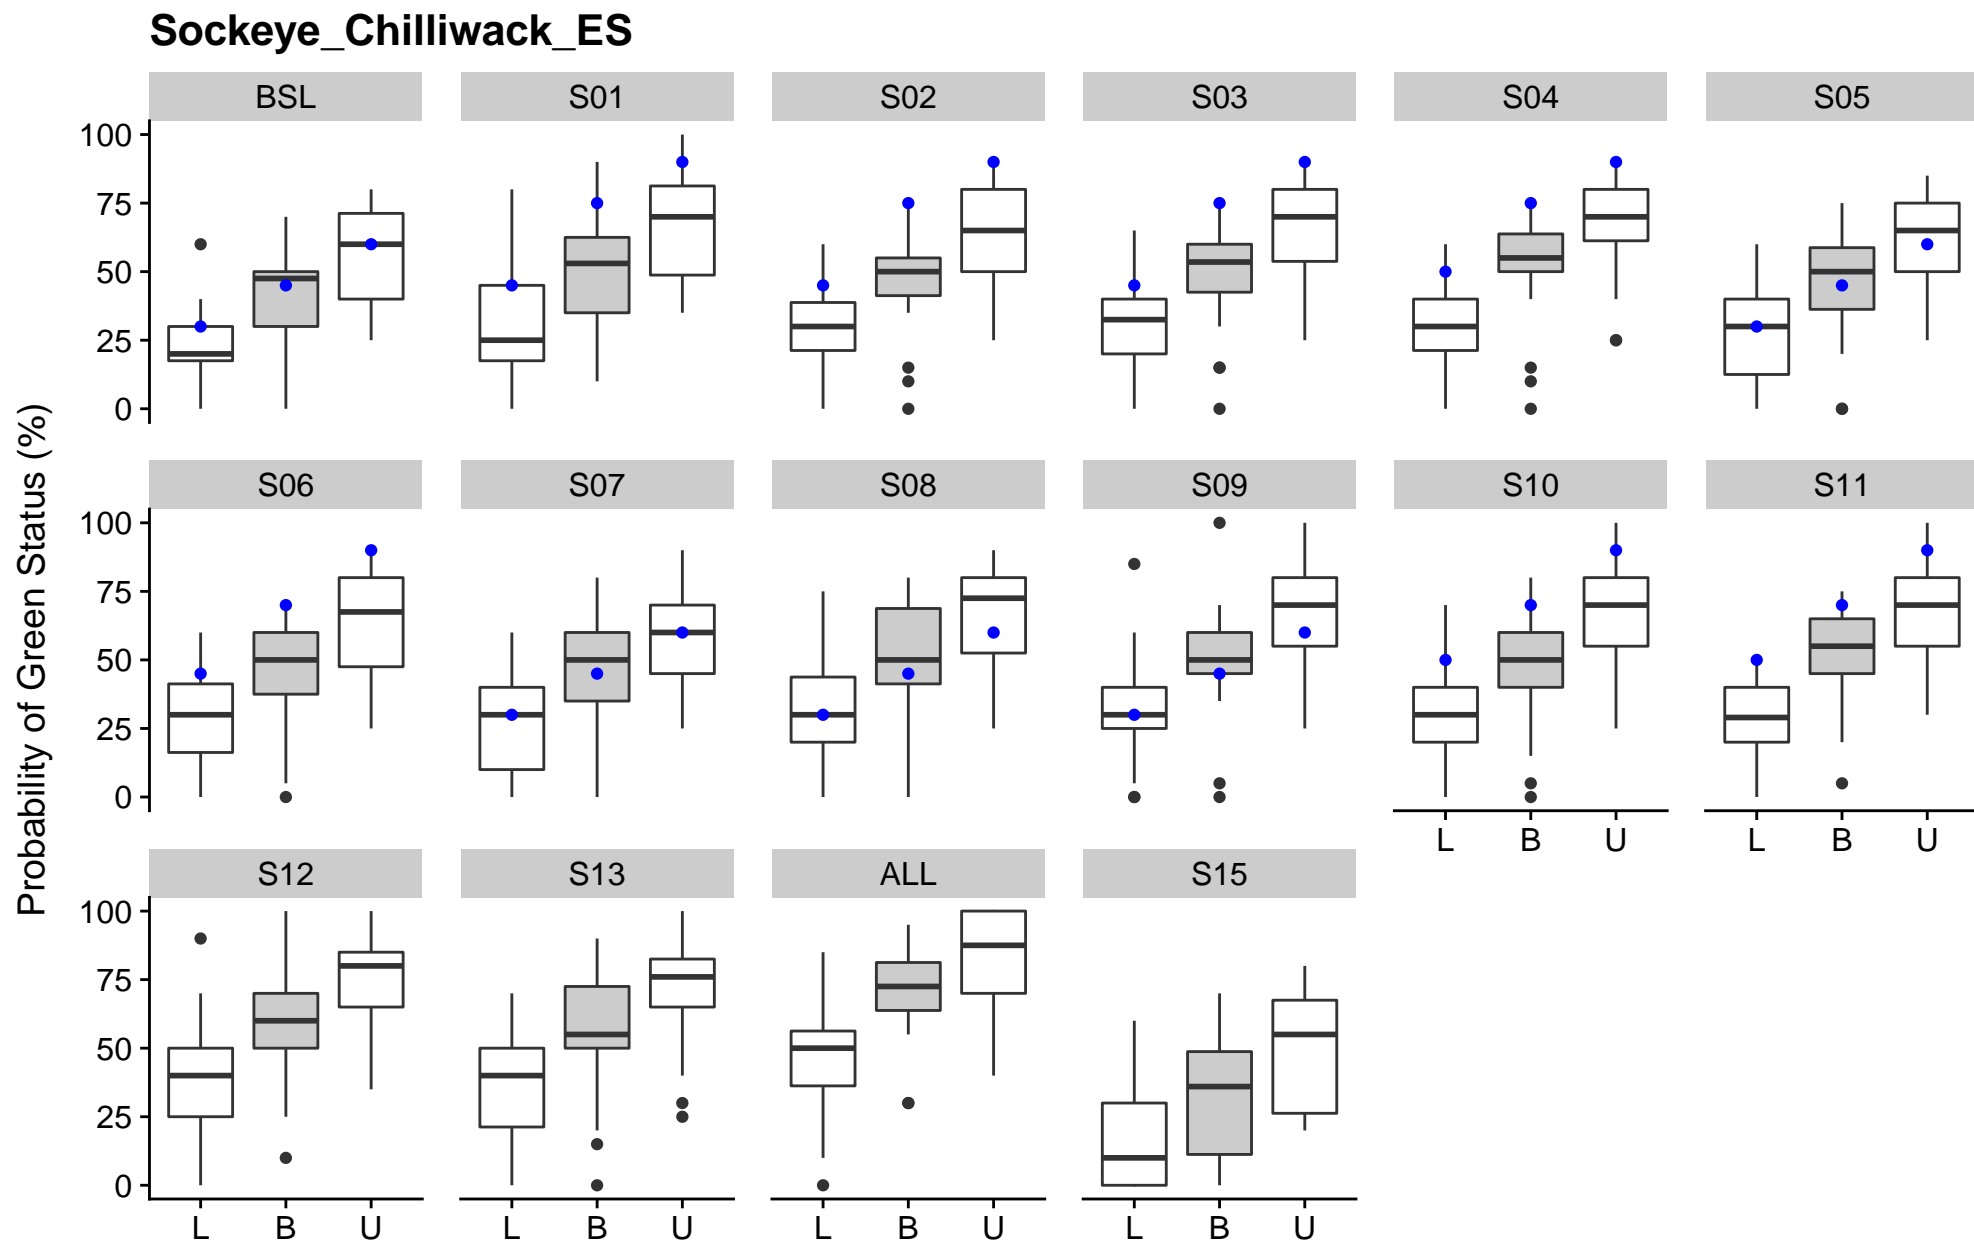 Sockeye_Chilliwack_ES
BSL S01 S02 S03 S04 S05
100
75
50
25
0
Probability of Green Status (%)
S06 S07 S08 S09 S10 S11
100
75
50
25
0
L B U L B U
S12 S13 ALL S15
100
75
50
25
0
L B U L B U L B U L B U